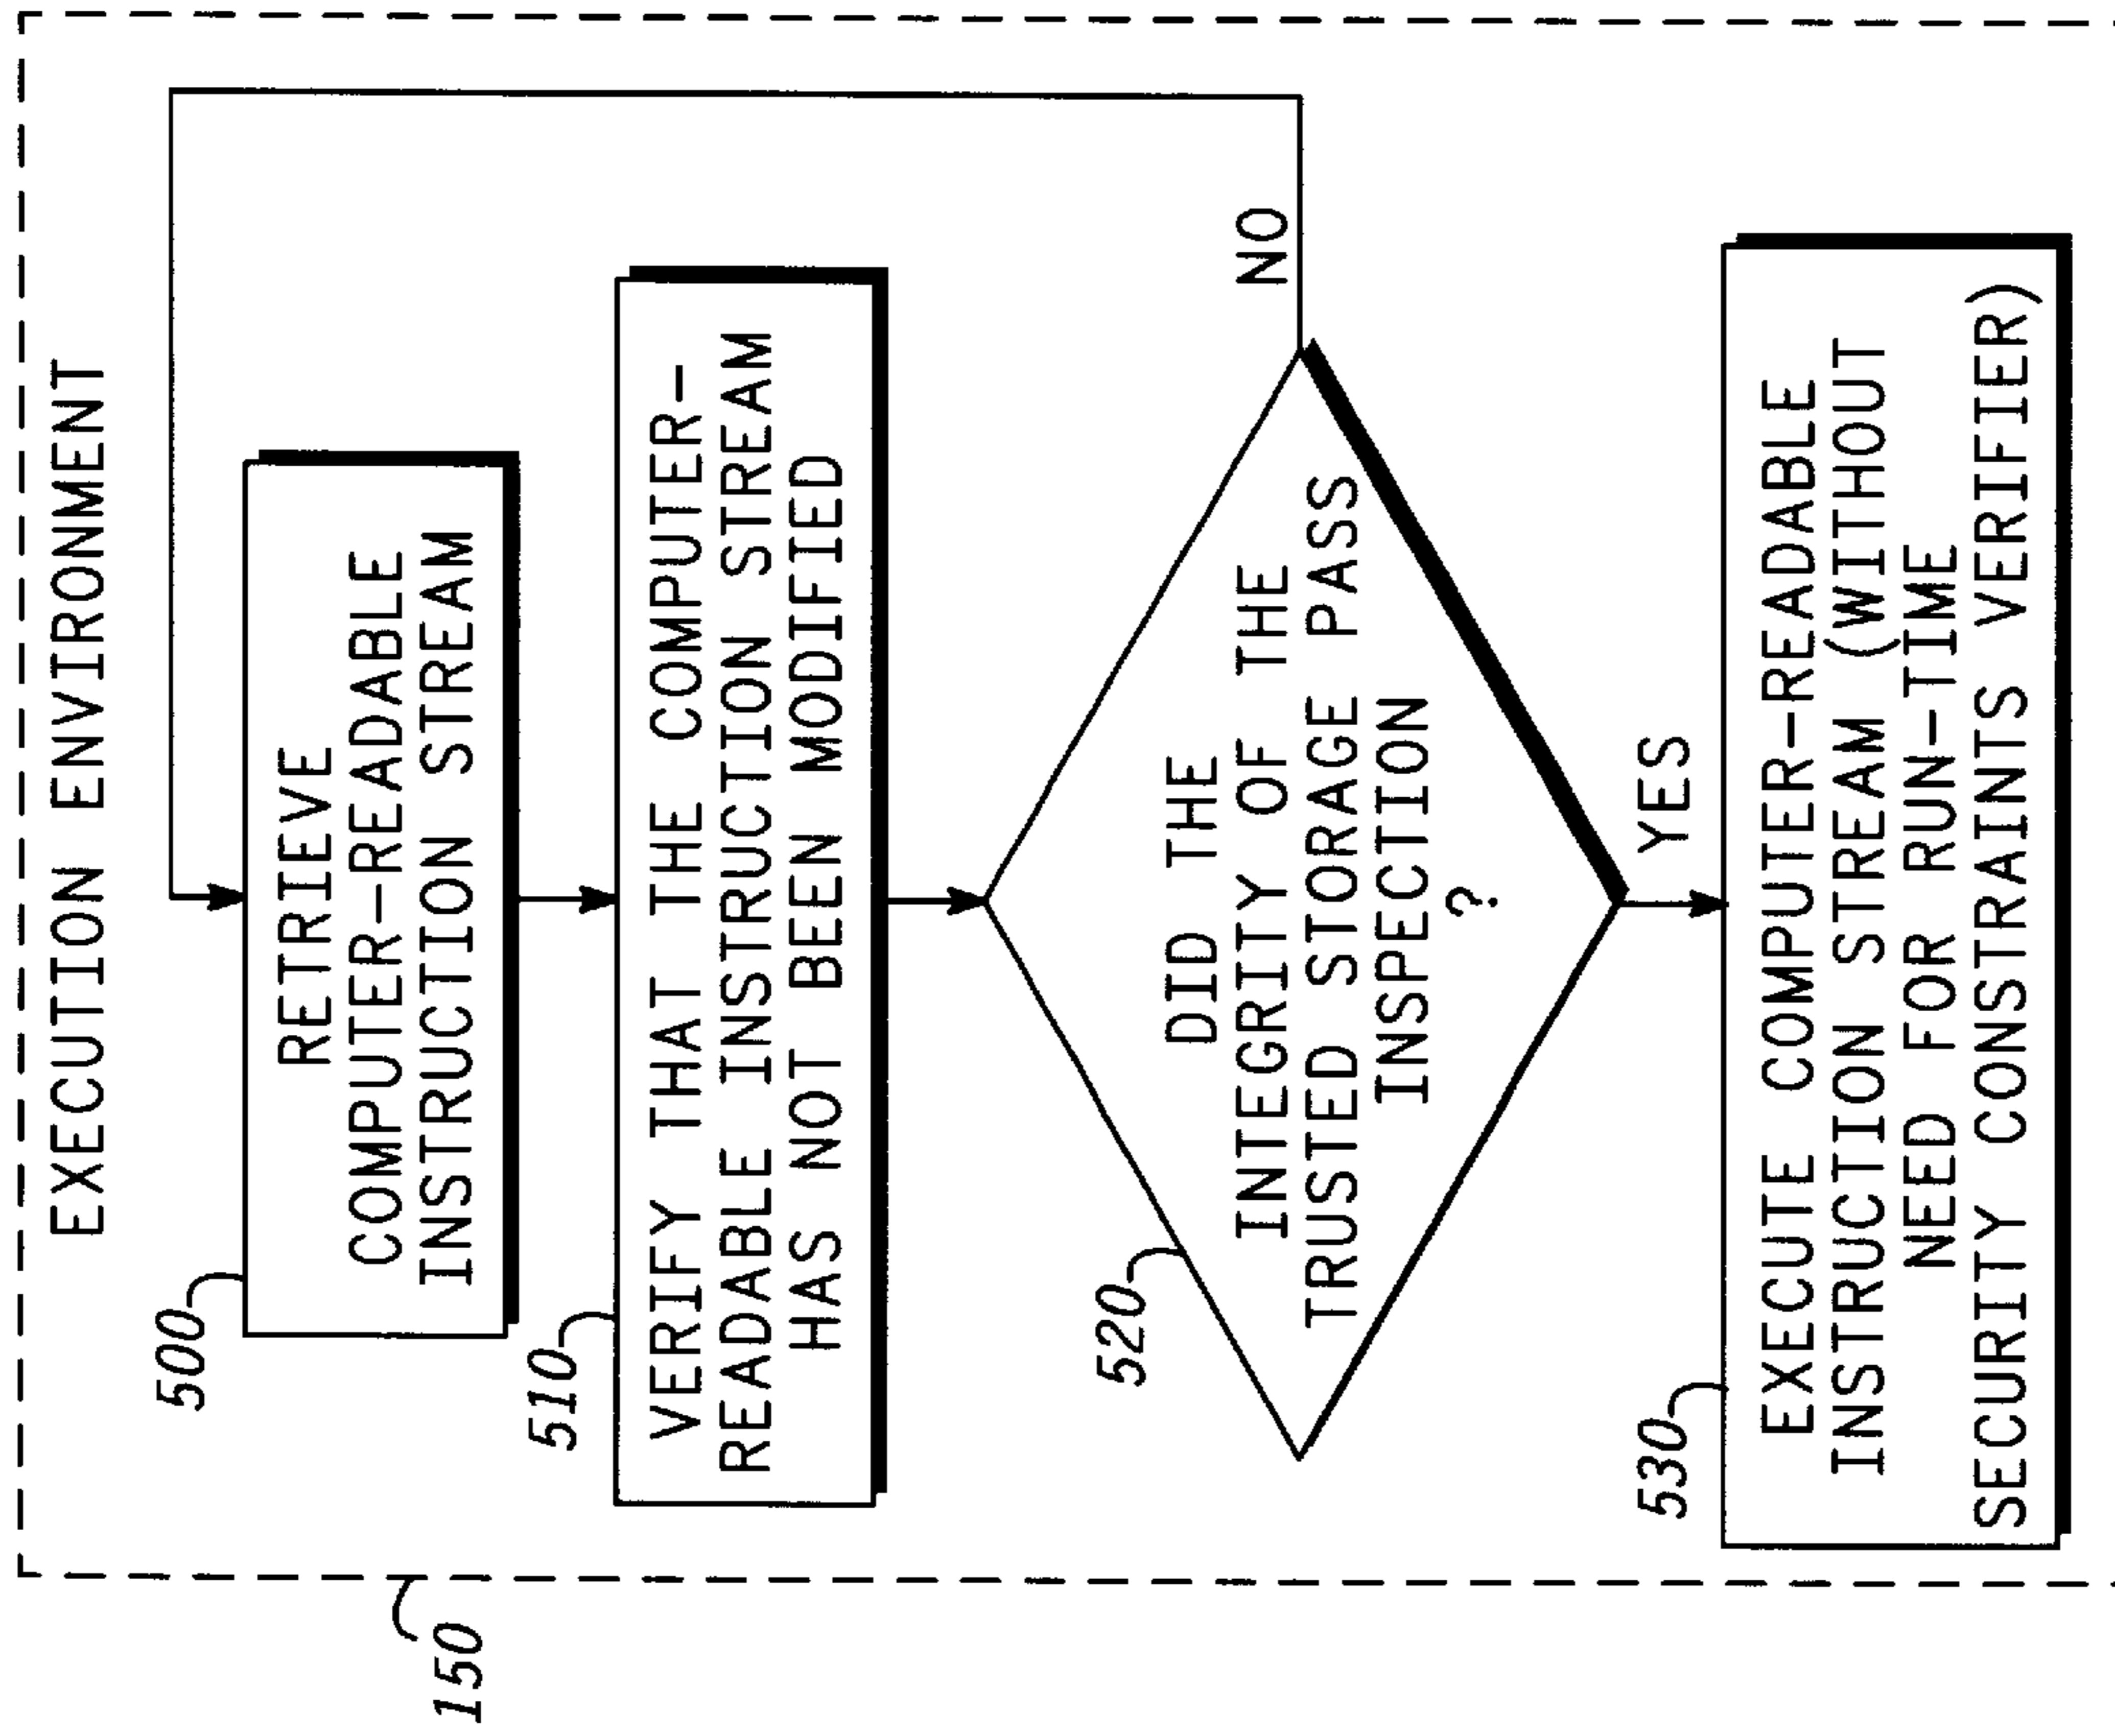 150
EXECUTION ENVIRONMENT
500
RETRIEVE
COMPUTER-READABLE
INSTRUCTION STREAM
510
VERIFY THAT THE COMPUTER-
READABLE INSTRUCTION STREAM
HAS NOT BEEN MODIFIED
520
DID THE
INTEGRITY OF THE
TRUSTED STORAGE PASS
INSPECTION
?
NO
YES
530
EXECUTE COMPUTER-READABLE
INSTRUCTION STREAM (WITHOUT
NEED FOR RUN-TIME
SECURITY CONSTRAINTS VERIFIER)